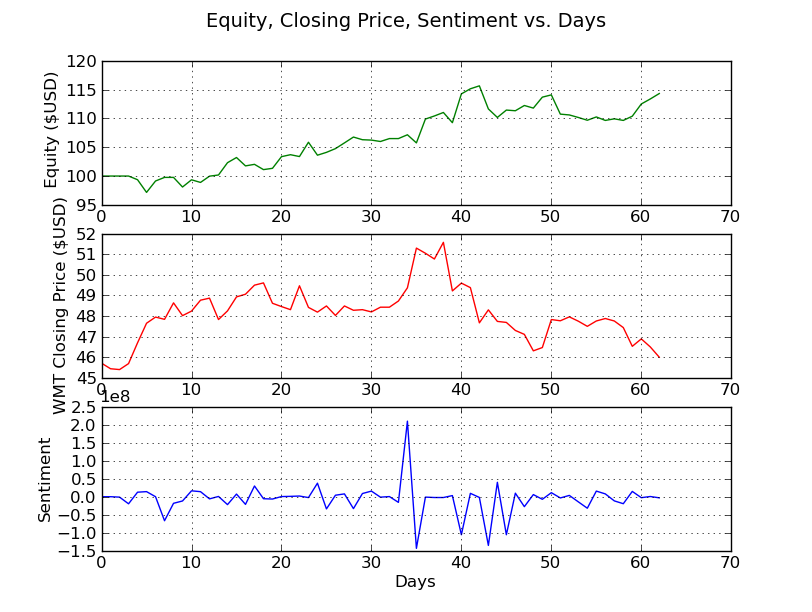 Equity, Closing Price, Sentiment vs. Days
120
115
110
105
100
95
Equity ($USD)
0 10 20 30 40 50 60 70
52
51
50
49
48
47
46
45
WMT Closing Price ($USD)
0 10 20 30 40 50 60 70
1e8
2.5
2.0
1.5
1.0
0.5
0.0
−0.5
−1.0
−1.5
Sentiment
0 10 20 30 40 50 60 70
Days